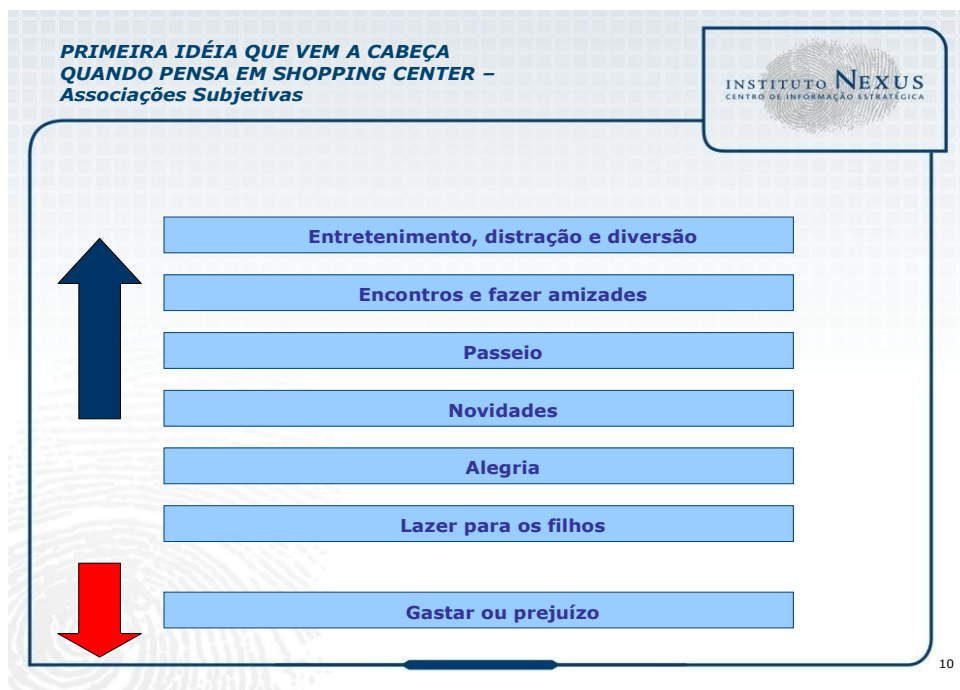 PRIMEIRA IDÉIA QUE VEM A CABEÇA
QUANDO PENSA EM SHOPPING CENTER –
Associações Subjetivas
INSTITUTO NEXUS
CENTRO DE INFORMAÇÃO ESTRATÉGICA
Entretenimento, distração e diversão
Encontros e fazer amizades
Passeio
Novidades
Alegria
Lazer para os filhos
Gastar ou prejuízo
10